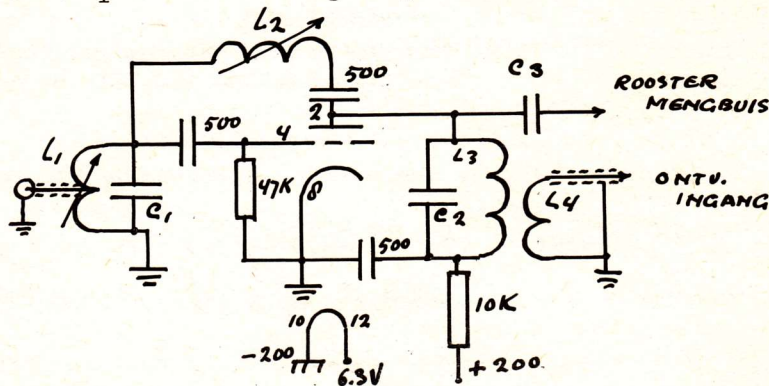 L2
500
C3
2
ROOSTER
MENGBUIS
500
4
L1
L3
47K
8
C1
C2
L4
ONTV.
INGANG
500
10 12
10K
-200
6.3V
+200